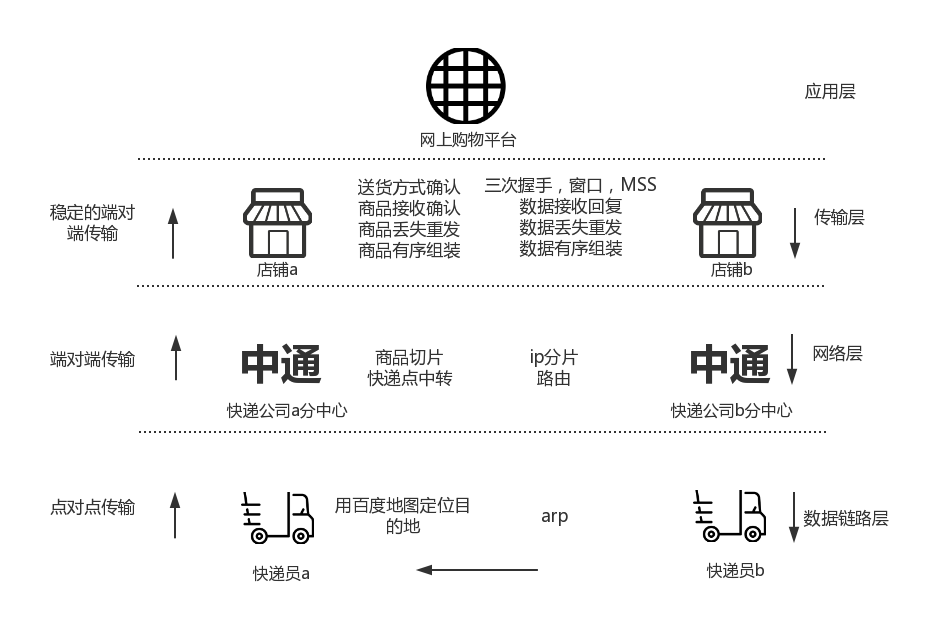 应用层
网上购物平台
稳定的端对
端传输
送货方式确认
商品接收确认
商品丢失重发
商品有序组装
三次握手，窗口，MSS
数据接收回复
数据丢失重发
数据有序组装
传输层
店铺a
店铺b
端对端传输
中通
商品切片
快递点中转
ip分片
路由
中通
网络层
快递公司a分中心
快递公司b分中心
点对点传输
用百度地图定位目
的地
arp
数据链路层
快递员a
快递员b